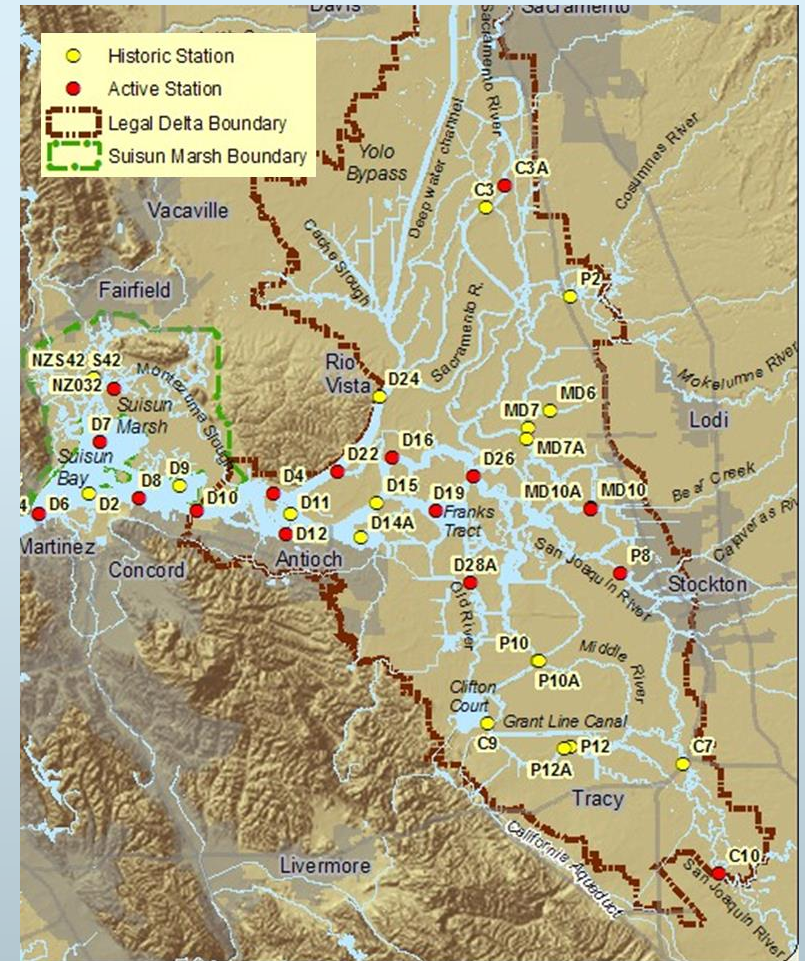 Davis
Sacramento
Historic Station
Active Station
Legal Delta Boundary
Suisun Marsh Boundary
Sacramento River
Deep water channel
Yolo
Bypass
C3A
C3
Cosumnes River
Vacaville
Cache Slough
P2
Fairfield
Sacramento R.
NZS42
S42
NZ032
Montezuma Slough
Suisun
Marsh
Rio
Vista
D24
Mokelumne River
MD6
MD7
MD7A
Lodi
D7
Suisun
Bay
D16
D22
D26
D9
D8
D4
D15
D19
MD10A
MD10
Bear Creek
D6
D2
D10
D11
D14A
Franks
Tract
Calaveras Riv
Martinez
D12
Antioch
Concord
D28A
San Joaquin River
P8
Stockton
Old River
P10
Middle River
P10A
Clifton
Court
Grant Line Canal
C9
P12
C7
P12A
Tracy
California Aqueduct
C10
Livermore
San Joaquin River